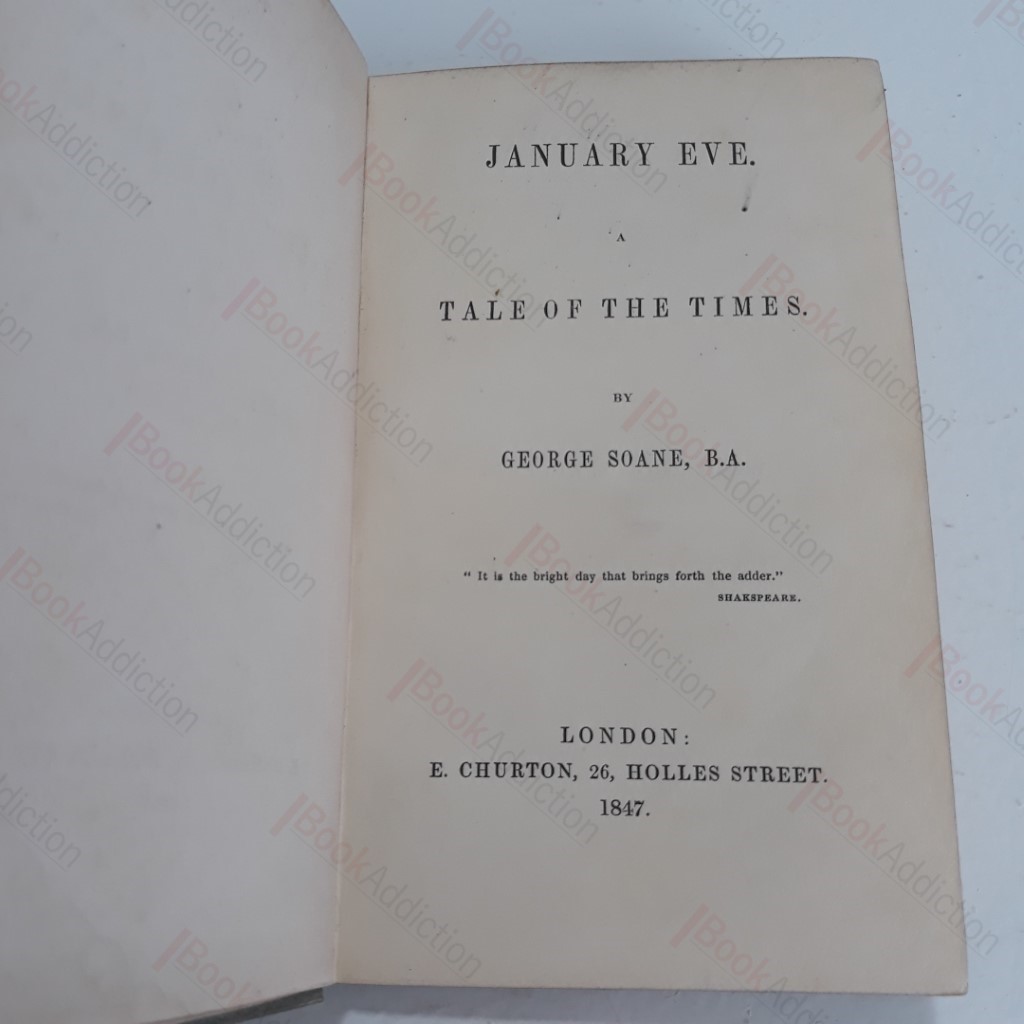 JANUARY EVE.
A
TALE OF THE TIMES.
BY
GEORGE SOANE, B.A.
“ It is the bright day that brings forth the adder.”
SHAKSPEARE.
LONDON:
E. CHURTON, 26, HOLLES STREET.
1847.
BookAddiction